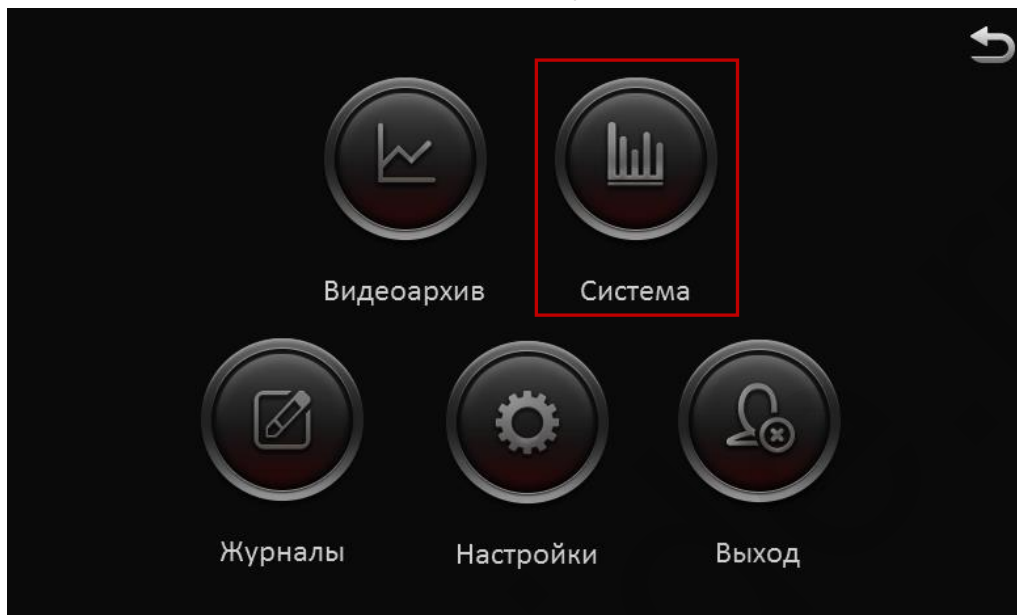 Видеоархив
Система
Журналы
Настройки
Выход